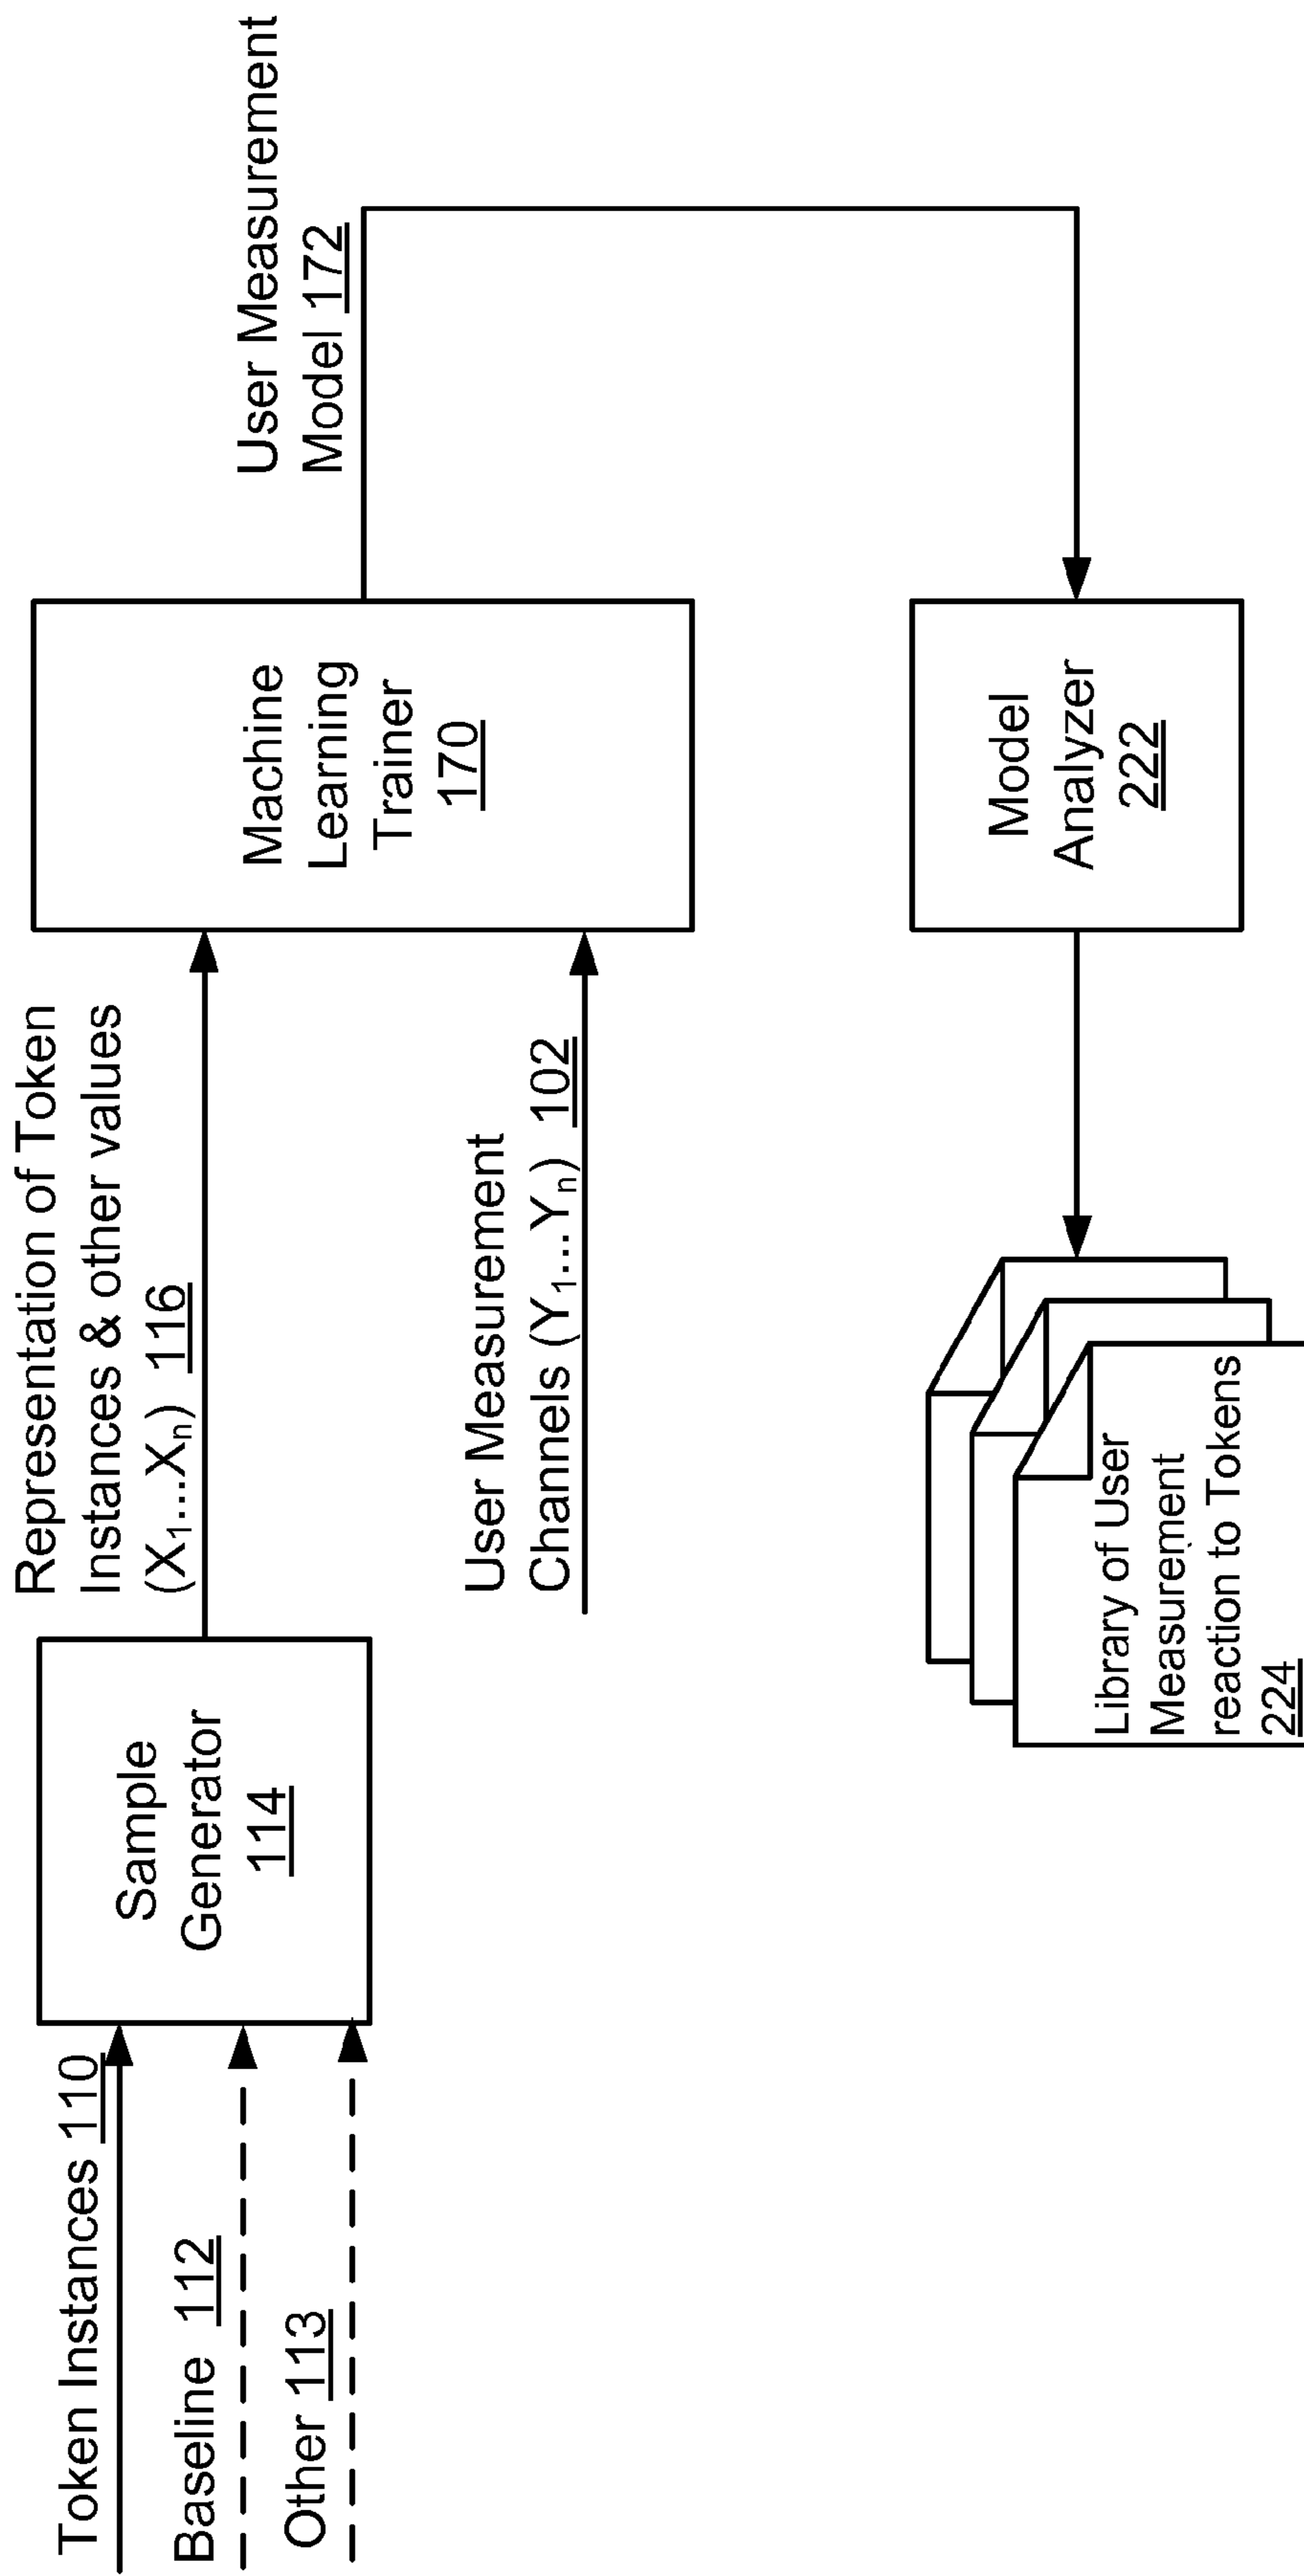 Token Instances 110
Baseline 112
Other 113
Sample
Generator
114
Representation of Token
Instances & other values
(X₁...Xₙ) 116
User Measurement
Channels (Y₁...Yₙ) 102
Machine
Learning
Trainer
170
User Measurement
Model 172
Model
Analyzer
222
Library of User
Measurement
reaction to Tokens
224